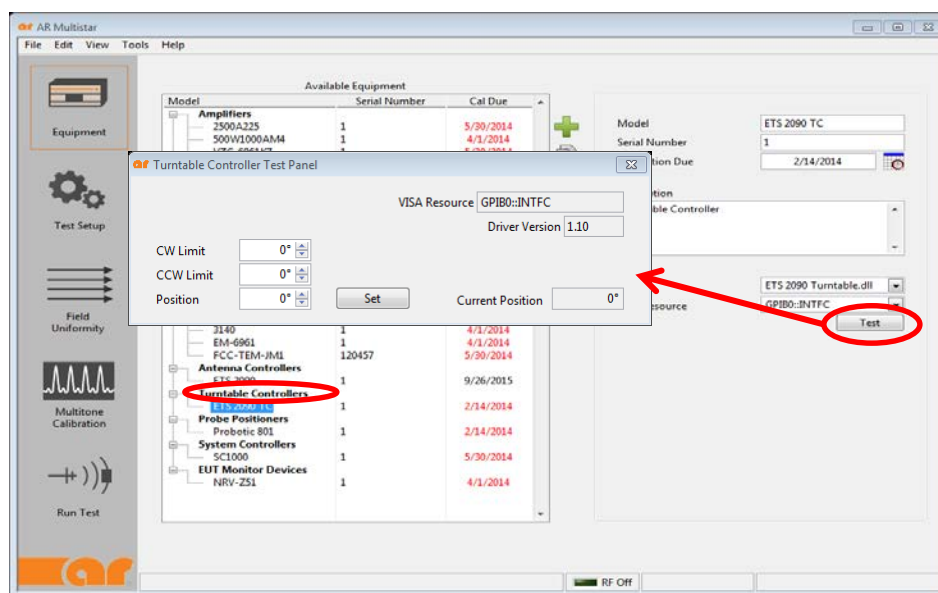 ar AR Multistar
File Edit View Tools Help
Equipment
Test Setup
Field
Uniformity
Multitone
Calibration
Run Test
ar
Available Equipment
Model Serial Number Cal Due
Amplifiers
2500A225 1 5/30/2014
500W1000AM4 1 4/1/2014
ar Turntable Controller Test Panel
VISA Resource GPIB0::INTFC
Driver Version 1.10
CW Limit 0°
CCW Limit 0°
Position 0° Set Current Position 0°
3140 1 4/1/2014
EM-6961 1 4/1/2014
FCC-TEM-JM1 120457 5/30/2014
Antenna Controllers
ETS 2090 1 9/26/2015
Turntable Controllers
ETS 2090 TC 1 2/14/2014
Probe Positioners
Probotic 801 1 2/14/2014
System Controllers
SC1000 1 5/30/2014
EUT Monitor Devices
NRV-Z51 1 4/1/2014
Model ETS 2090 TC
Serial Number 1
tion Due 2/14/2014
tion
ble Controller
ETS 2090 Turntable.dll
esource GPIB0::INTFC
Test
RF Off